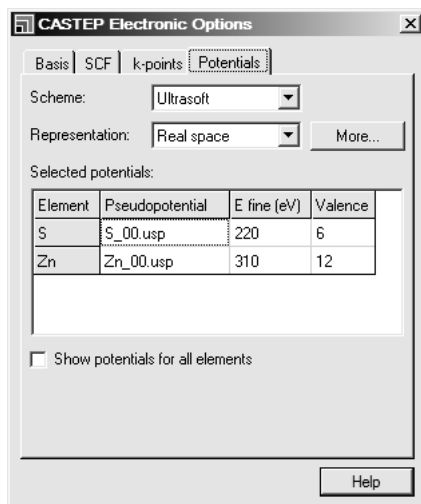 CASTEP Electronic Options
Basis SCF k-points Potentials
Scheme: Ultrasoft
Representation: Real space More...
Selected potentials:
Element Pseudopotential E fine (eV) Valence
S S_00.usp 220 6
Zn Zn_00.usp 310 12
Show potentials for all elements
Help